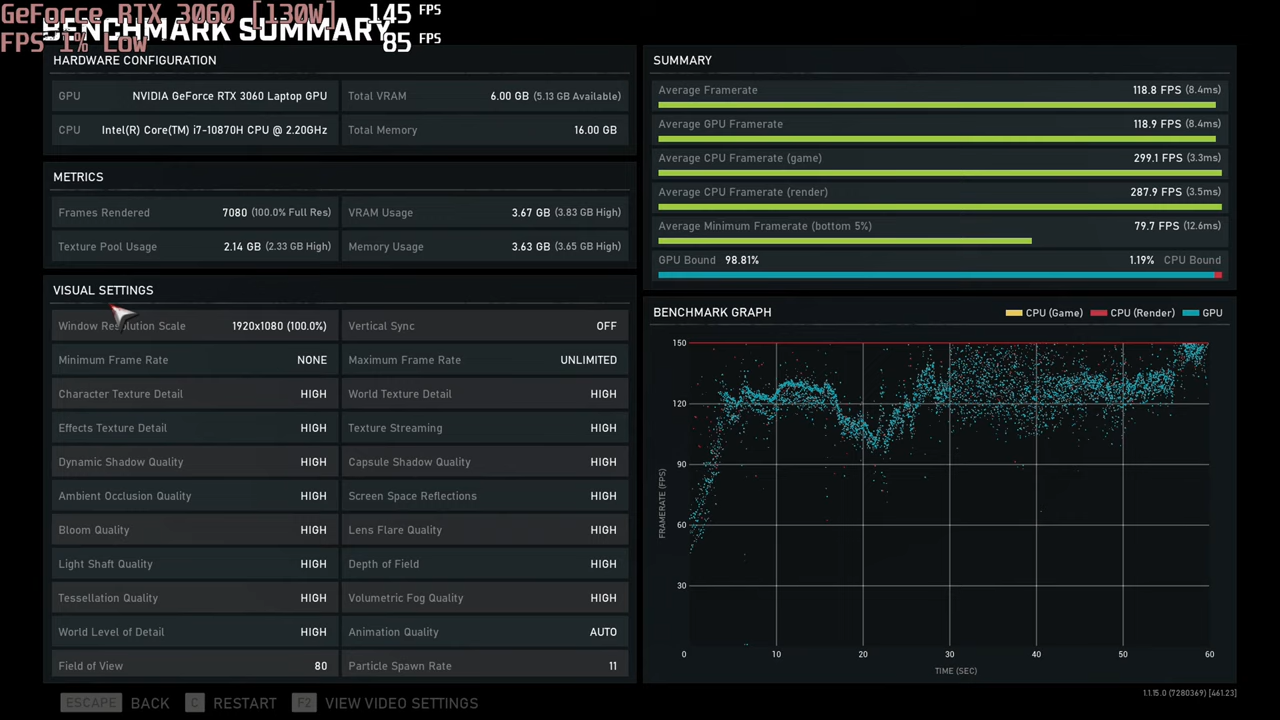 GeForce RTX 3060 [130W] 145 FPS
BENCHMARK SUMMARY
FPS 1% Low 85 FPS
HARDWARE CONFIGURATION
GPU NVIDIA GeForce RTX 3060 Laptop GPU Total VRAM 6.00 GB (5.13 GB Available)
CPU Intel(R) Core(TM) i7-10870H CPU @ 2.20GHz Total Memory 16.00 GB
METRICS
Frames Rendered 7080 (100.0% Full Res) VRAM Usage 3.67 GB (3.83 GB High)
Texture Pool Usage 2.14 GB (2.33 GB High) Memory Usage 3.63 GB (3.65 GB High)
VISUAL SETTINGS
Window Resolution Scale 1920x1080 (100.0%) Vertical Sync OFF
Minimum Frame Rate NONE Maximum Frame Rate UNLIMITED
Character Texture Detail HIGH World Texture Detail HIGH
Effects Texture Detail HIGH Texture Streaming HIGH
Dynamic Shadow Quality HIGH Capsule Shadow Quality HIGH
Ambient Occlusion Quality HIGH Screen Space Reflections HIGH
Bloom Quality HIGH Lens Flare Quality HIGH
Light Shaft Quality HIGH Depth of Field HIGH
Tessellation Quality HIGH Volumetric Fog Quality HIGH
World Level of Detail HIGH Animation Quality AUTO
Field of View 80 Particle Spawn Rate 11
SUMMARY
Average Framerate 118.8 FPS (8.4ms)
Average GPU Framerate 118.9 FPS (8.4ms)
Average CPU Framerate (game) 299.1 FPS (3.3ms)
Average CPU Framerate (render) 287.9 FPS (3.5ms)
Average Minimum Framerate (bottom 5%) 79.7 FPS (12.6ms)
GPU Bound 98.81% 1.19% CPU Bound
BENCHMARK GRAPH CPU (Game) CPU (Render) GPU
150
120
90
60
30
FRAMERATE (FPS)
0 10 20 30 40 50 60
TIME (SEC)
ESCAPE BACK C RESTART F2 VIEW VIDEO SETTINGS
1.1.15.0 (7280369) [461.23]